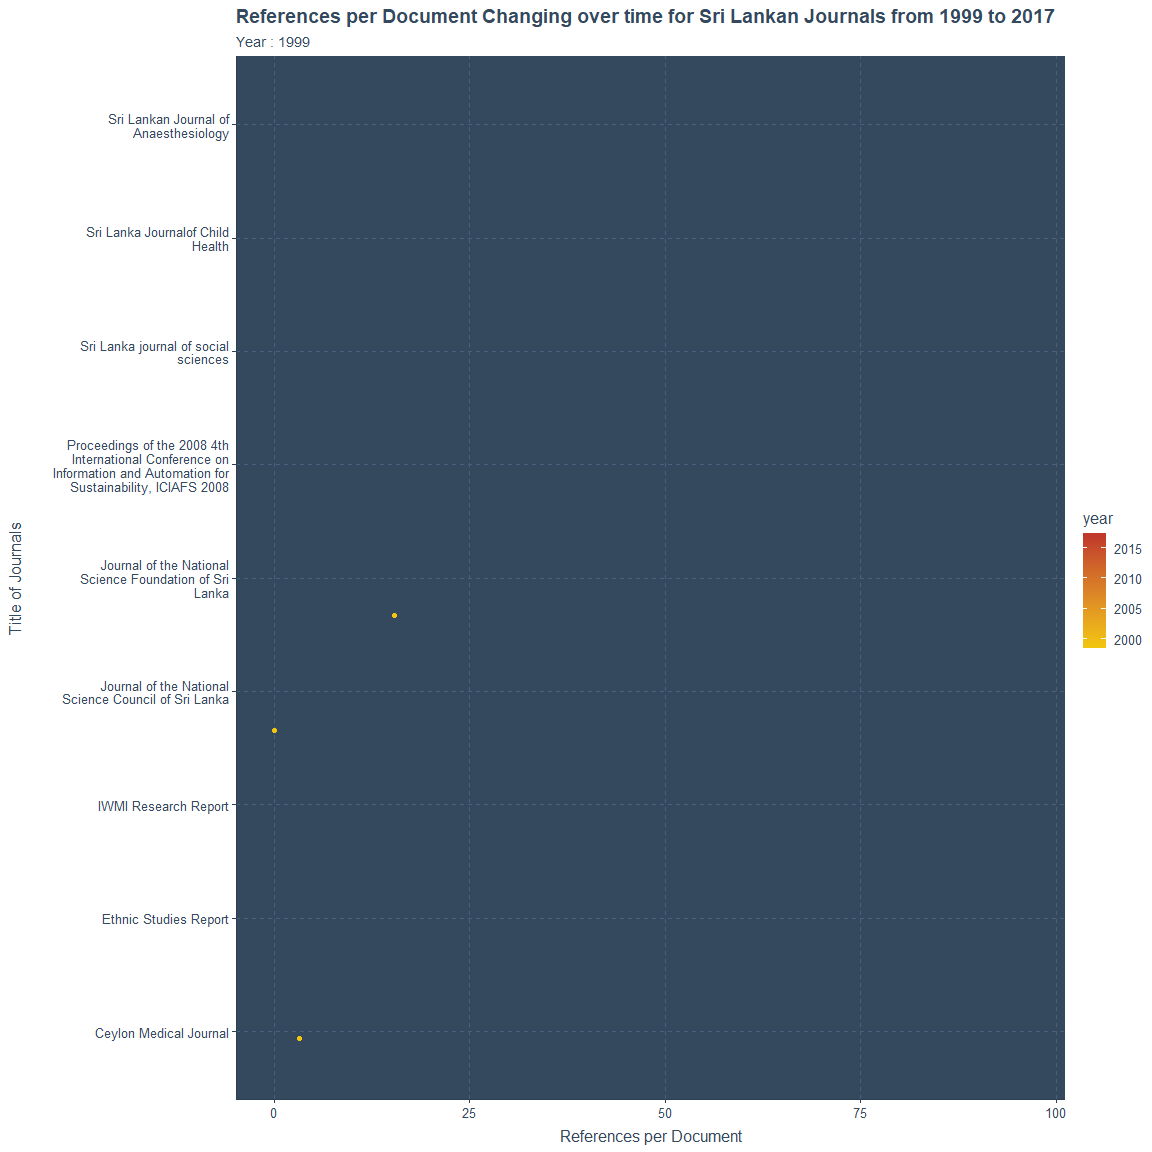 References per Document Changing over time for Sri Lankan Journals from 1999 to 2017
Year : 1999
Title of Journals
Sri Lankan Journal of
Anaesthesiology
Sri Lanka Journalof Child
Health
Sri Lanka journal of social
sciences
Proceedings of the 2008 4th
International Conference on
Information and Automation for
Sustainability, ICIAFS 2008
Journal of the National
Science Foundation of Sri
Lanka
Journal of the National
Science Council of Sri Lanka
IWMI Research Report
Ethnic Studies Report
Ceylon Medical Journal
0
25
50
75
100
References per Document
year
2015
2010
2005
2000